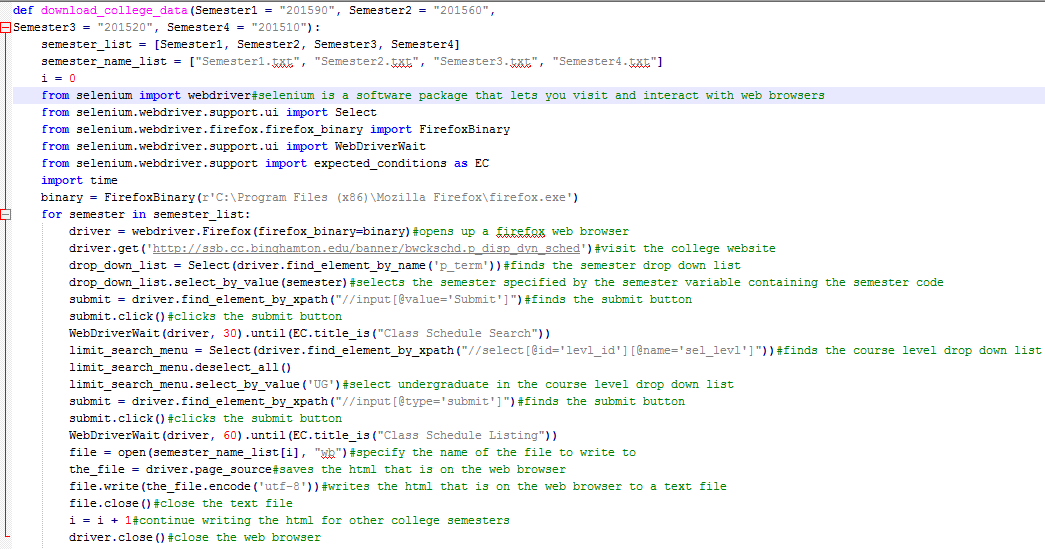 def download_college_data(Semester1 = "201590", Semester2 = "201560",
Semester3 = "201520", Semester4 = "201510"):
    semester_list = [Semester1, Semester2, Semester3, Semester4]
    semester_name_list = ["Semester1.txt", "Semester2.txt", "Semester3.txt", "Semester4.txt"]
    i = 0
    from selenium import webdriver#selenium is a software package that lets you visit and interact with web browsers
    from selenium.webdriver.support.ui import Select
    from selenium.webdriver.firefox.firefox_binary import FirefoxBinary
    from selenium.webdriver.support.ui import WebDriverWait
    from selenium.webdriver.support import expected_conditions as EC
    import time
    binary = FirefoxBinary(r'C:\Program Files (x86)\Mozilla Firefox\firefox.exe')
    for semester in semester_list:
        driver = webdriver.Firefox(firefox_binary=binary)#opens up a firefox web browser
        driver.get('http://ssb.cc.binghamton.edu/banner/bwckschd.p_disp_dyn_sched')#visit the college website
        drop_down_list = Select(driver.find_element_by_name('p_term'))#finds the semester drop down list
        drop_down_list.select_by_value(semester)#selects the semester specified by the semester variable containing the semester code
        submit = driver.find_element_by_xpath("//input[@value='Submit']")#finds the submit button
        submit.click()#clicks the submit button
        WebDriverWait(driver, 30).until(EC.title_is("Class Schedule Search"))
        limit_search_menu = Select(driver.find_element_by_xpath("//select[@id='levl_id'][@name='sel_levl']"))#finds the course level drop down list
        limit_search_menu.deselect_all()
        limit_search_menu.select_by_value('UG')#select undergraduate in the course level drop down list
        submit = driver.find_element_by_xpath("//input[@type='submit']")#finds the submit button
        submit.click()#clicks the submit button
        WebDriverWait(driver, 60).until(EC.title_is("Class Schedule Listing"))
        file = open(semester_name_list[i], "wb")#specify the name of the file to write to
        the_file = driver.page_source#saves the html that is on the web browser
        file.write(the_file.encode('utf-8'))#writes the html that is on the web browser to a text file
        file.close()#close the text file
        i = i + 1#continue writing the html for other college semesters
        driver.close()#close the web browser